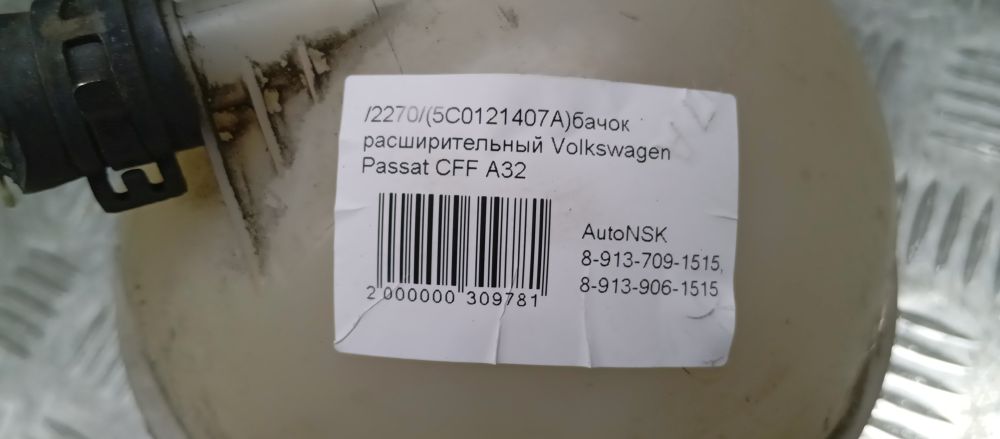 /2270/(5C0121407A)бачок
расширительный Volkswagen
Passat CFF A32
AutoNSK
8-913-709-1515,
8-913-906-1515
2 000000 309781